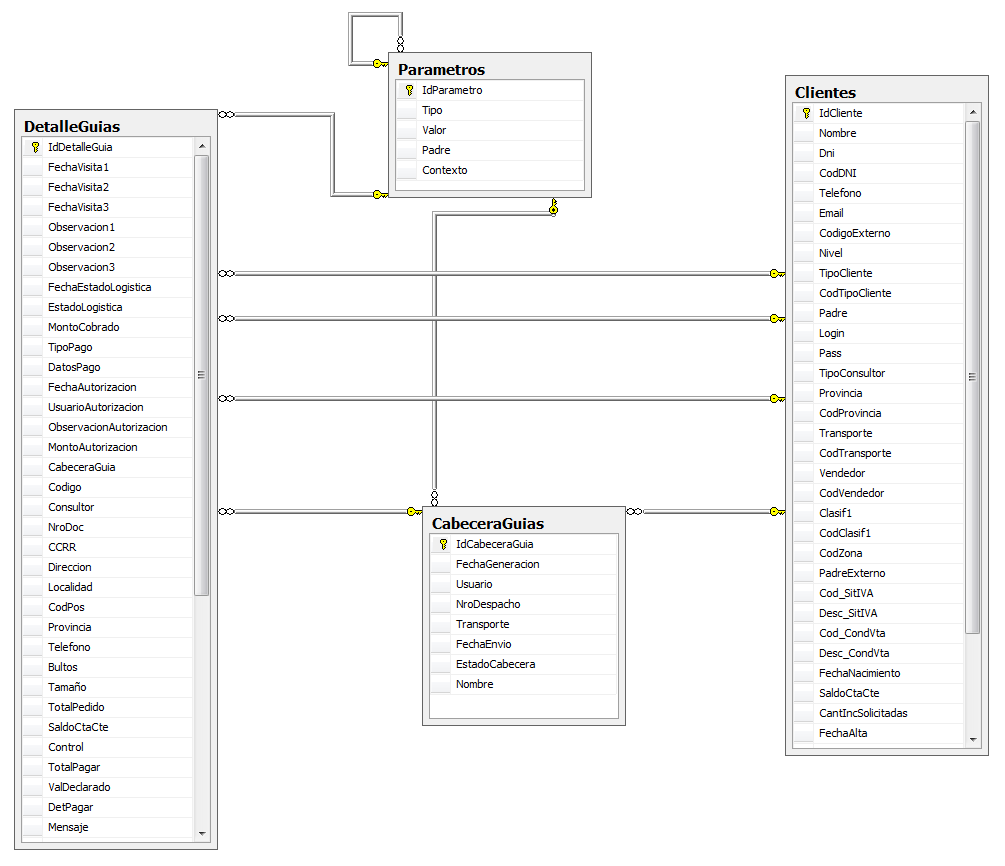 Parametros
IdParametro
Tipo
Valor
Padre
Contexto
DetalleGuias
IdDetalleGuia
FechaVisita1
FechaVisita2
FechaVisita3
Observacion1
Observacion2
Observacion3
FechaEstadoLogistica
EstadoLogistica
MontoCobrado
TipoPago
DatosPago
FechaAutorizacion
UsuarioAutorizacion
ObservacionAutorizacion
MontoAutorizacion
CabeceraGuia
Codigo
Consultor
NroDoc
CCRR
Direccion
Localidad
CodPos
Provincia
Telefono
Bultos
Tamaño
TotalPedido
SaldoCtaCte
Control
TotalPagar
ValDeclarado
DetPagar
Mensaje
CabeceraGuias
IdCabeceraGuia
FechaGeneracion
Usuario
NroDespacho
Transporte
FechaEnvio
EstadoCabecera
Nombre
Clientes
IdCliente
Nombre
Dni
CodDNI
Telefono
Email
CodigoExterno
Nivel
TipoCliente
CodTipoCliente
Padre
Login
Pass
TipoConsultor
Provincia
CodProvincia
Transporte
CodTransporte
Vendedor
CodVendedor
Clasif1
CodClasif1
CodZona
PadreExterno
Cod_SitIVA
Desc_SitIVA
Cod_CondVta
Desc_CondVta
FechaNacimiento
SaldoCtaCte
CantIncSolicitadas
FechaAlta